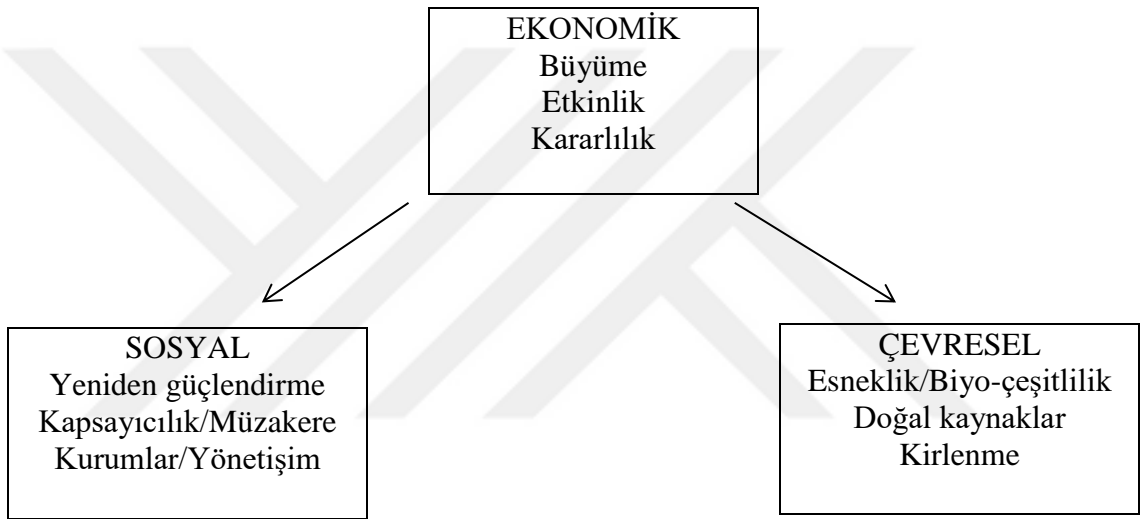 EKONOMİK
Büyüme
Etkinlik
Kararlılık
SOSYAL
Yeniden güçlendirme
Kapsayıcılık/Müzakere
Kurumlar/Yönetişim
ÇEVRESEL
Esneklik/Biyo-çeşitlilik
Doğal kaynaklar
Kirlenme